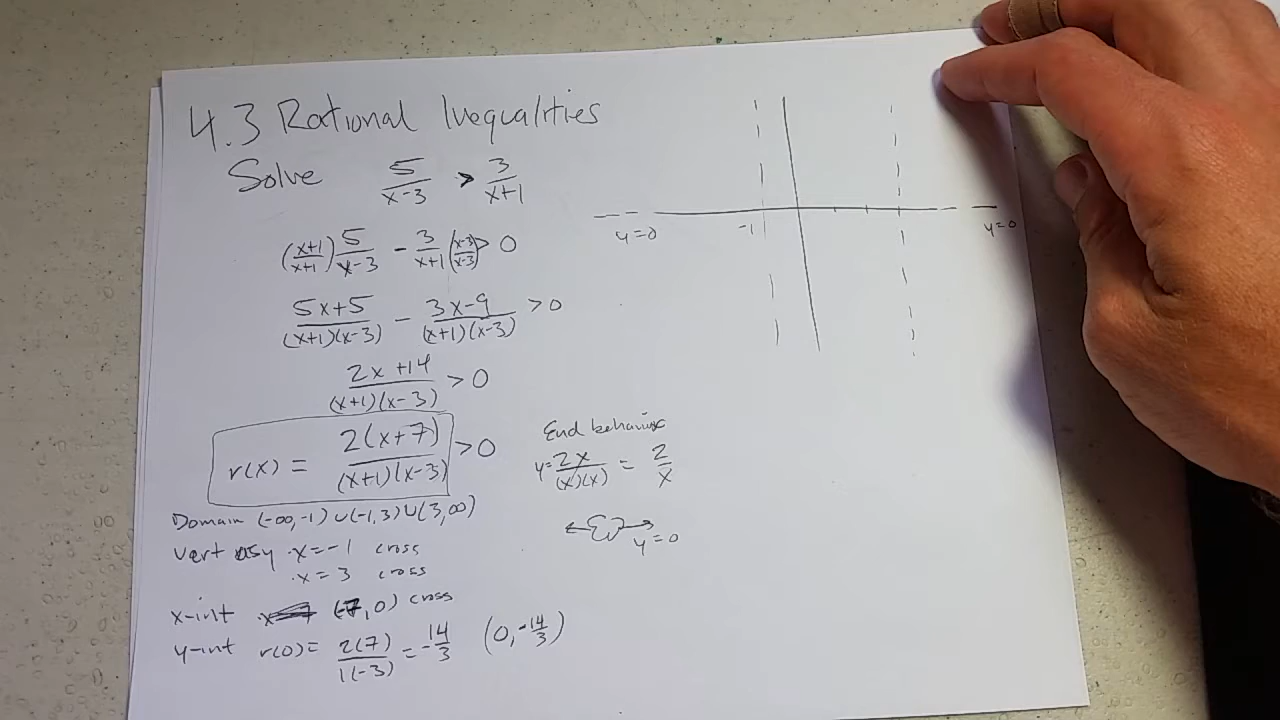 4.3 Rational Inequalities
Solve 5/(x-3) > 3/(x+1)
((x+1)/(x+1)) 5/(x-3) - 3/(x+1) ((x-3)/(x-3)) > 0
(5x+5)/((x+1)(x-3)) - (3x-9)/((x+1)(x-3)) > 0
(2x+14)/((x+1)(x-3)) > 0
r(x) = 2(x+7)/((x+1)(x-3)) > 0
Domain (-∞,-1)∪(-1,3)∪(3,∞)
Vert asy x=-1 cross
x=3 cross
x-int (-7,0) cross
y-int r(0)= 2(7)/(1(-3)) = -14/3 (0,-14/3)
End behavior
y= 2x/((x)(x)) = 2/x
y=0
y=0 -1 y=0